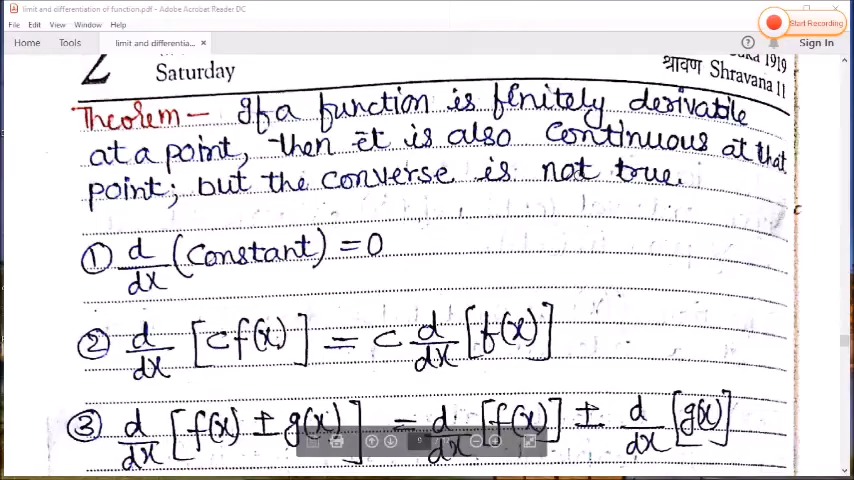 limit and differentiation of function.pdf - Adobe Acrobat Reader DC
File Edit View Window Help
Start Recording
Home Tools limit and differentia... × Sign In
2
Saturday
1919
श्रावण Shravana 11
Theorem - If a function is finitely derivable
at a point, then it is also continuous at that
point; but the converse is not true.
① d/dx (Constant) = 0
② d/dx [c f(x)] = c d/dx [f(x)]
③ d/dx [f(x) ± g(x)] = d/dx [f(x)] ± d/dx [g(x)]